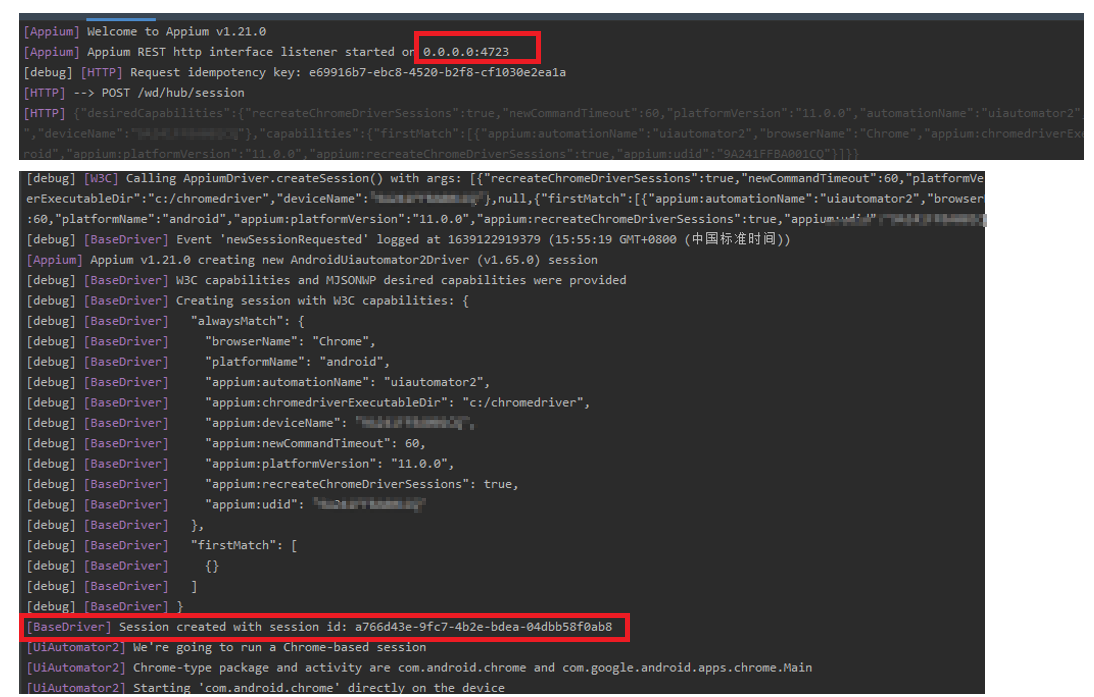 [Appium] Welcome to Appium v1.21.0
[Appium] Appium REST http interface listener started on 0.0.0.0:4723
[debug] [HTTP] Request idempotency key: e69916b7-ebc8-4520-b2f8-cf1030e2ea1a
[HTTP] --> POST /wd/hub/session
[HTTP] {"desiredCapabilities":{"recreateChromeDriverSessions":true,"newCommandTimeout":60,"platformVersion":"11.0.0","automationName":"uiautomator2"
","deviceName":" "},"capabilities":{"firstMatch":[{"appium:automationName":"uiautomator2","browserName":"Chrome","appium:chromedriverExe
roid","appium:platformVersion":"11.0.0","appium:recreateChromeDriverSessions":true,"appium:udid":"9A241FFBA001CQ"}]}}
[debug] [W3C] Calling AppiumDriver.createSession() with args: [{"recreateChromeDriverSessions":true,"newCommandTimeout":60,"platformVe
erExecutableDir":"c:/chromedriver","deviceName":" "},null,{"firstMatch":[{"appium:automationName":"uiautomator2","browser
:60,"platformName":"android","appium:platformVersion":"11.0.0","appium:recreateChromeDriverSessions":true,"appium:udid":
[debug] [BaseDriver] Event 'newSessionRequested' logged at 1639122919379 (15:55:19 GMT+0800 (中国标准时间))
[Appium] Appium v1.21.0 creating new AndroidUiautomator2Driver (v1.65.0) session
[debug] [BaseDriver] W3C capabilities and MJSONWP desired capabilities were provided
[debug] [BaseDriver] Creating session with W3C capabilities: {
[debug] [BaseDriver] "alwaysMatch": {
[debug] [BaseDriver] "browserName": "Chrome",
[debug] [BaseDriver] "platformName": "android",
[debug] [BaseDriver] "appium:automationName": "uiautomator2",
[debug] [BaseDriver] "appium:chromedriverExecutableDir": "c:/chromedriver",
[debug] [BaseDriver] "appium:deviceName": " ",
[debug] [BaseDriver] "appium:newCommandTimeout": 60,
[debug] [BaseDriver] "appium:platformVersion": "11.0.0",
[debug] [BaseDriver] "appium:recreateChromeDriverSessions": true,
[debug] [BaseDriver] "appium:udid": " "
[debug] [BaseDriver] },
[debug] [BaseDriver] "firstMatch": [
[debug] [BaseDriver] {}
[debug] [BaseDriver] ]
[debug] [BaseDriver] }
[BaseDriver] Session created with session id: a766d43e-9fc7-4b2e-bdea-04dbb58f0ab8
[UiAutomator2] We're going to run a Chrome-based session
[UiAutomator2] Chrome-type package and activity are com.android.chrome and com.google.android.apps.chrome.Main
[UiAutomator2] Starting 'com.android.chrome' directly on the device